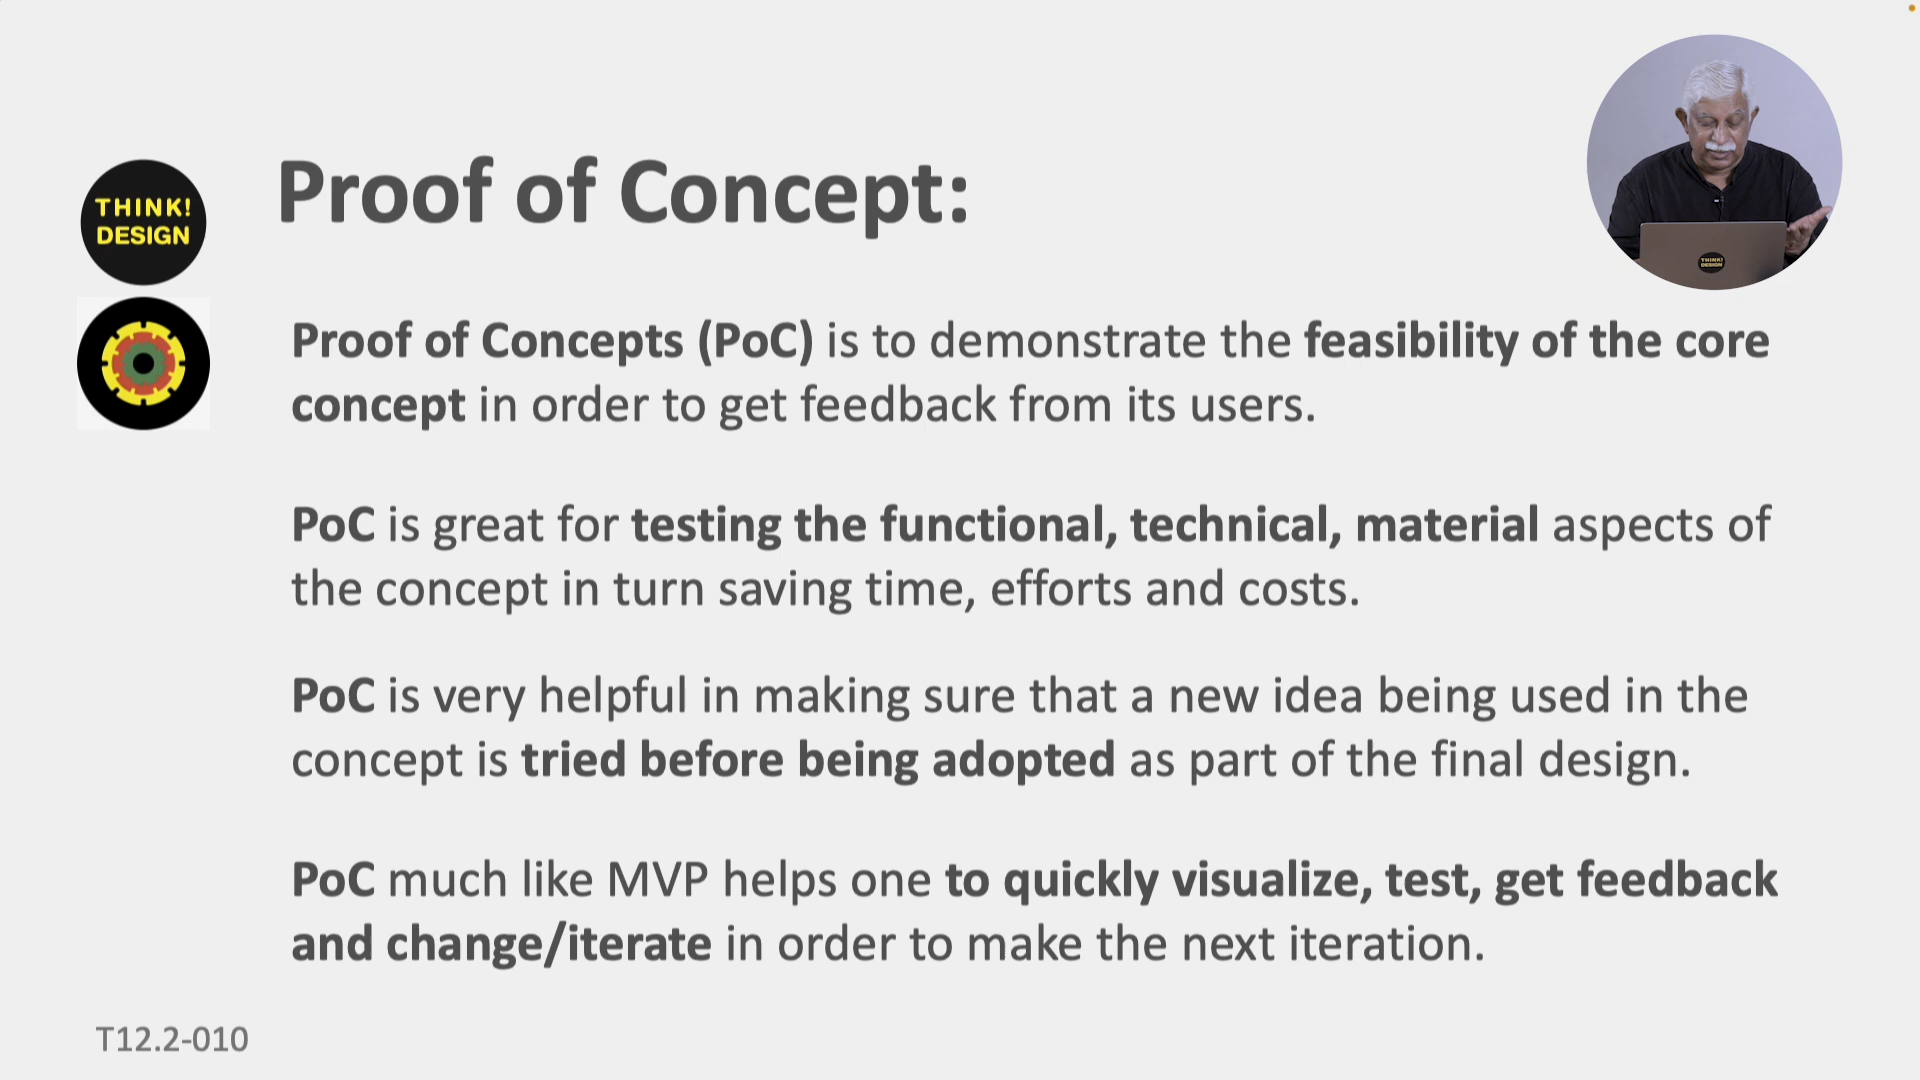 Proof of Concept:
THINK!
DESIGN
THINK!
DESIGN
Proof of Concepts (PoC) is to demonstrate the feasibility of the core
concept in order to get feedback from its users.
PoC is great for testing the functional, technical, material aspects of
the concept in turn saving time, efforts and costs.
PoC is very helpful in making sure that a new idea being used in the
concept is tried before being adopted as part of the final design.
PoC much like MVP helps one to quickly visualize, test, get feedback
and change/iterate in order to make the next iteration.
T12.2-010